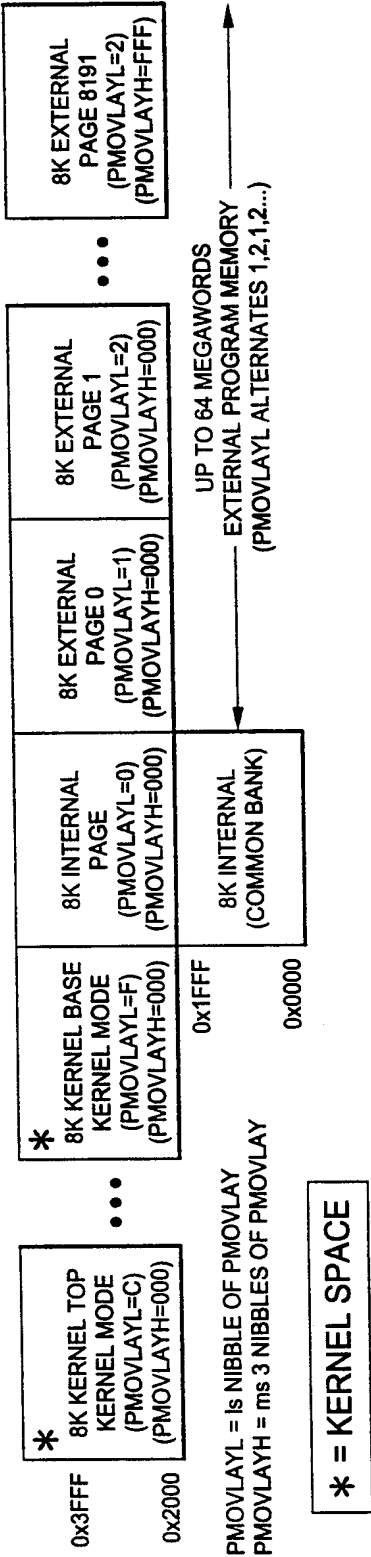 0x3FFF
0x2000
*
8K KERNEL TOP
KERNEL MODE
(PMOVLAYL=C)
(PMOVLAYH=000)
• • •
*
8K KERNEL BASE
KERNEL MODE
(PMOVLAYL=F)
(PMOVLAYH=000)
8K INTERNAL
PAGE
(PMOVLAYL=0)
(PMOVLAYH=000)
8K EXTERNAL
PAGE 0
(PMOVLAYL=1)
(PMOVLAYH=000)
8K EXTERNAL
PAGE 1
(PMOVLAYL=2)
(PMOVLAYH=000)
• • •
8K EXTERNAL
PAGE 8191
(PMOVLAYL=2)
(PMOVLAYH=FFF)
0x1FFF
0x0000
8K INTERNAL
(COMMON BANK)
UP TO 64 MEGAWORDS
EXTERNAL PROGRAM MEMORY
(PMOVLAYL ALTERNATES 1,2,1,2...)
PMOVLAYL = ls NIBBLE OF PMOVLAY
PMOVLAYH = ms 3 NIBBLES OF PMOVLAY
* = KERNEL SPACE